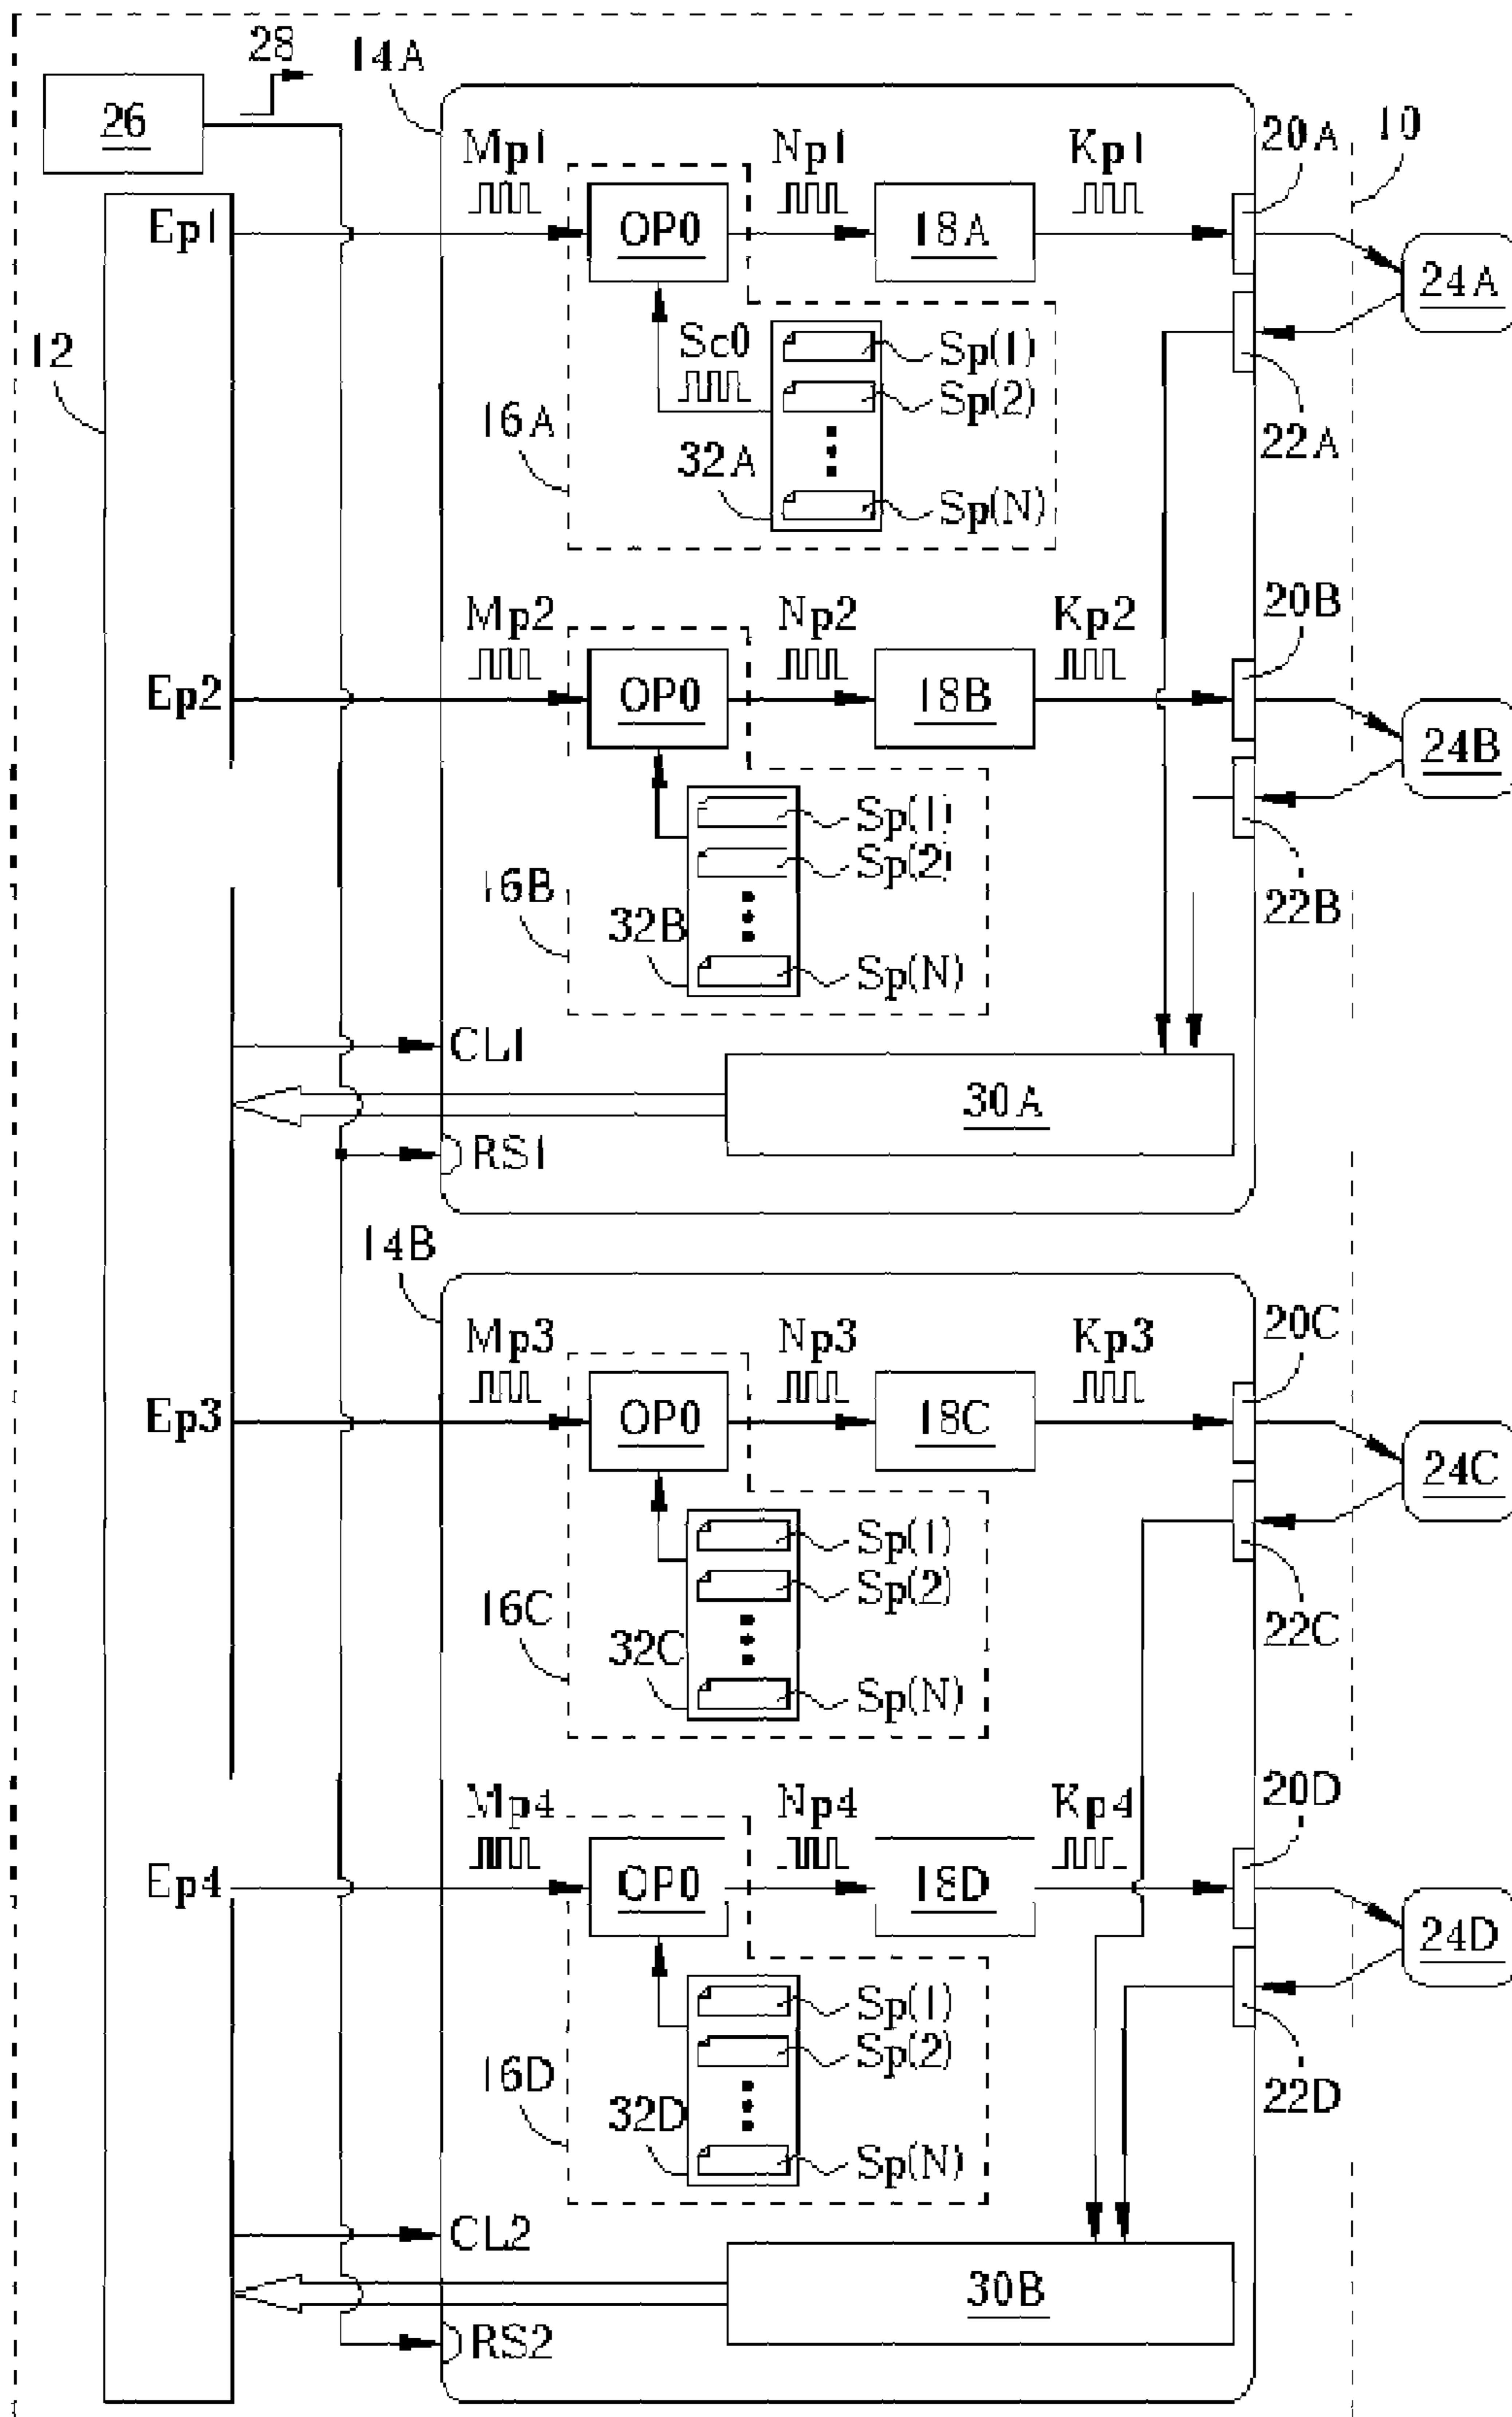 28
14A
26
Mp1
Np1
Kp1
20A
10
Ep1
OP0
18A
24A
12
Sc0
Sp(1)
Sp(2)
16A
32A
22A
Sp(N)
Mp2
Np2
Kp2
20B
Ep2
OP0
18B
24B
Sp(1)
Sp(2)
16B
32B
22B
Sp(N)
CL1
30A
RS1
14B
Mp3
Np3
Kp3
20C
Ep3
OP0
18C
24C
Sp(1)
Sp(2)
16C
32C
22C
Sp(N)
Mp4
Np4
Kp4
20D
Ep4
OP0
18D
24D
Sp(1)
Sp(2)
16D
32D
22D
Sp(N)
CL2
30B
RS2